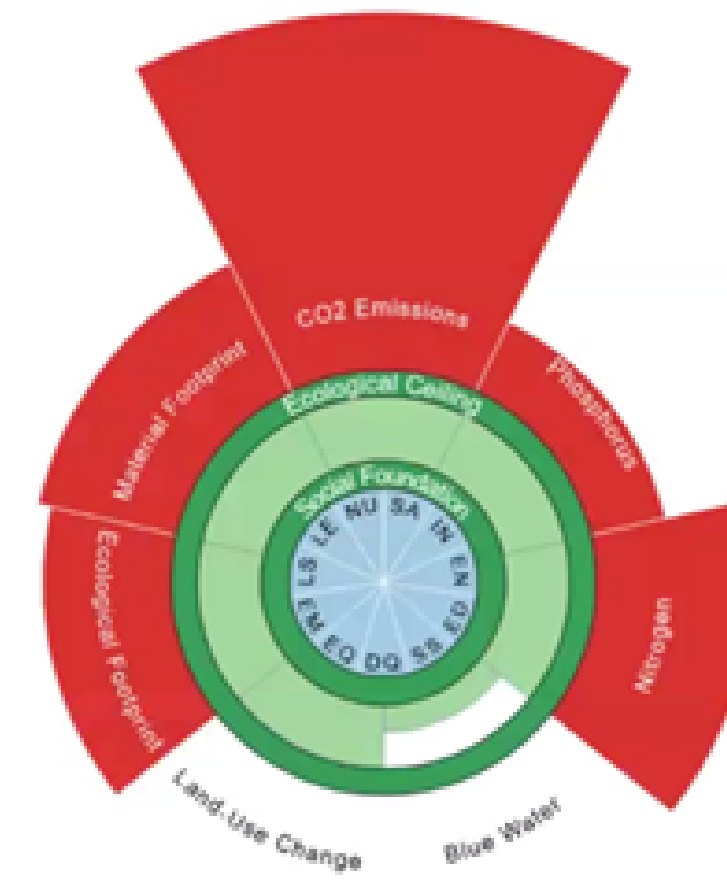 CO2 Emissions
Phosphorus
Nitrogen
Blue Water
Land-Use Change
Ecological Footprint
Material Footprint
Ecological Ceiling
Social Foundation
SA
IN
EN
ED
SS
DQ
EQ
EM
LS
LE
NU